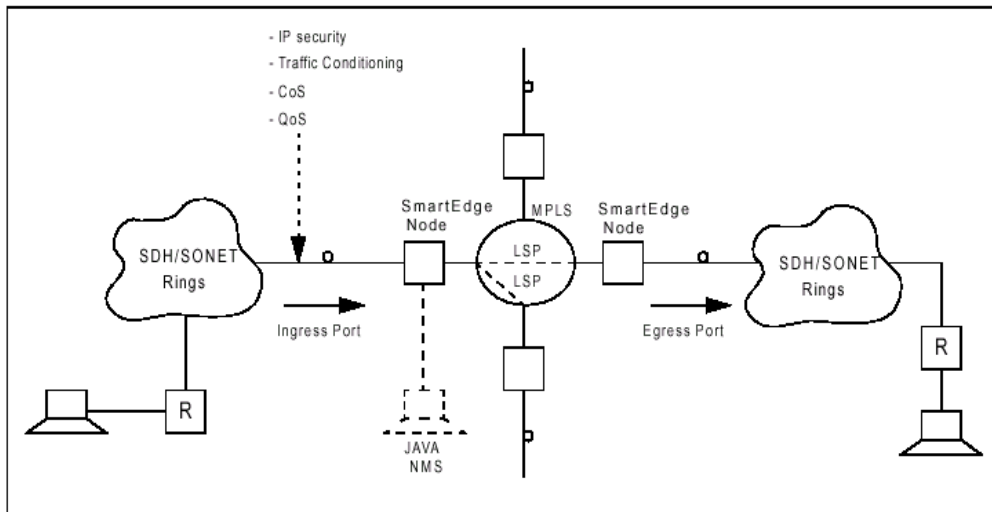 - IP security
- Traffic Conditioning
- CoS
- QoS
SmartEdge
Node
MPLS
SmartEdge
Node
SDH/SONET
Rings
LSP
LSP
SDH/SONET
Rings
Ingress Port
Egress Port
R
R
JAVA
NMS